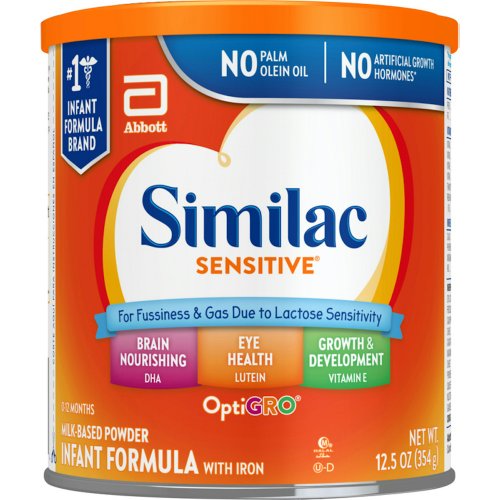 #1
INFANT
FORMULA
BRAND
Abbott
NO PALM
OLEIN OIL
NO ARTIFICIAL GROWTH
HORMONES*
Similac
SENSITIVE®
For Fussiness & Gas Due to Lactose Sensitivity
BRAIN
NOURISHING
DHA
EYE
HEALTH
LUTEIN
GROWTH &
DEVELOPMENT
VITAMIN E
OptiGRO®
0-12 MONTHS
MILK-BASED POWDER
INFANT FORMULA WITH IRON
M
HALAL
U-D
NET WT
12.5 OZ (354g)